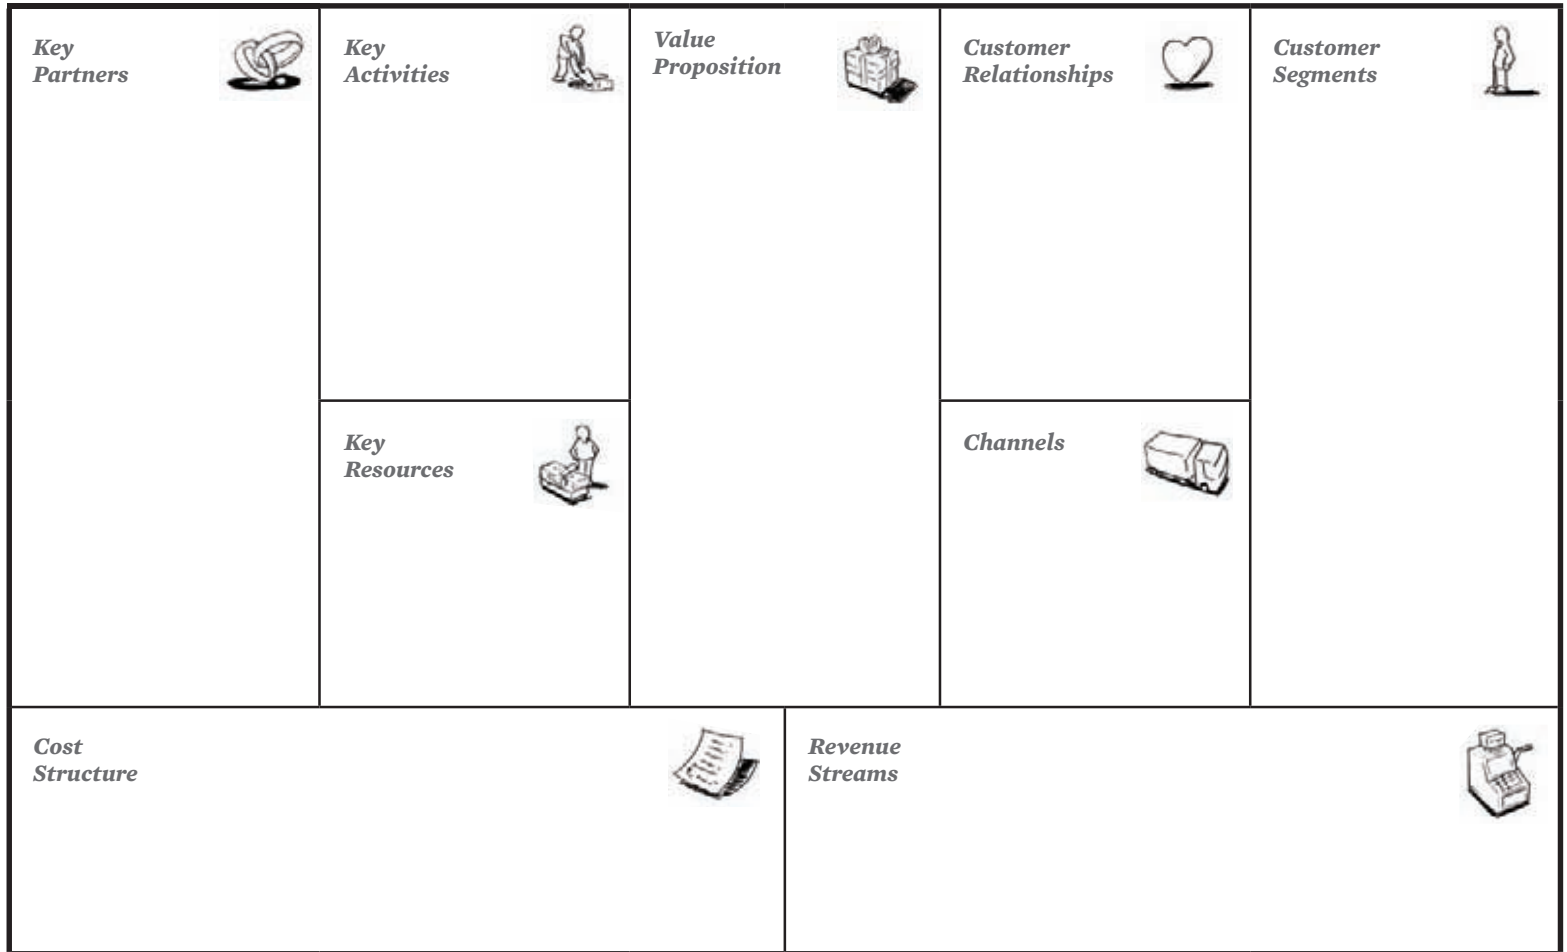 Key
Partners
Key
Activities
Value
Proposition
Customer
Relationships
Customer
Segments
Key
Resources
Channels
Cost
Structure
Revenue
Streams